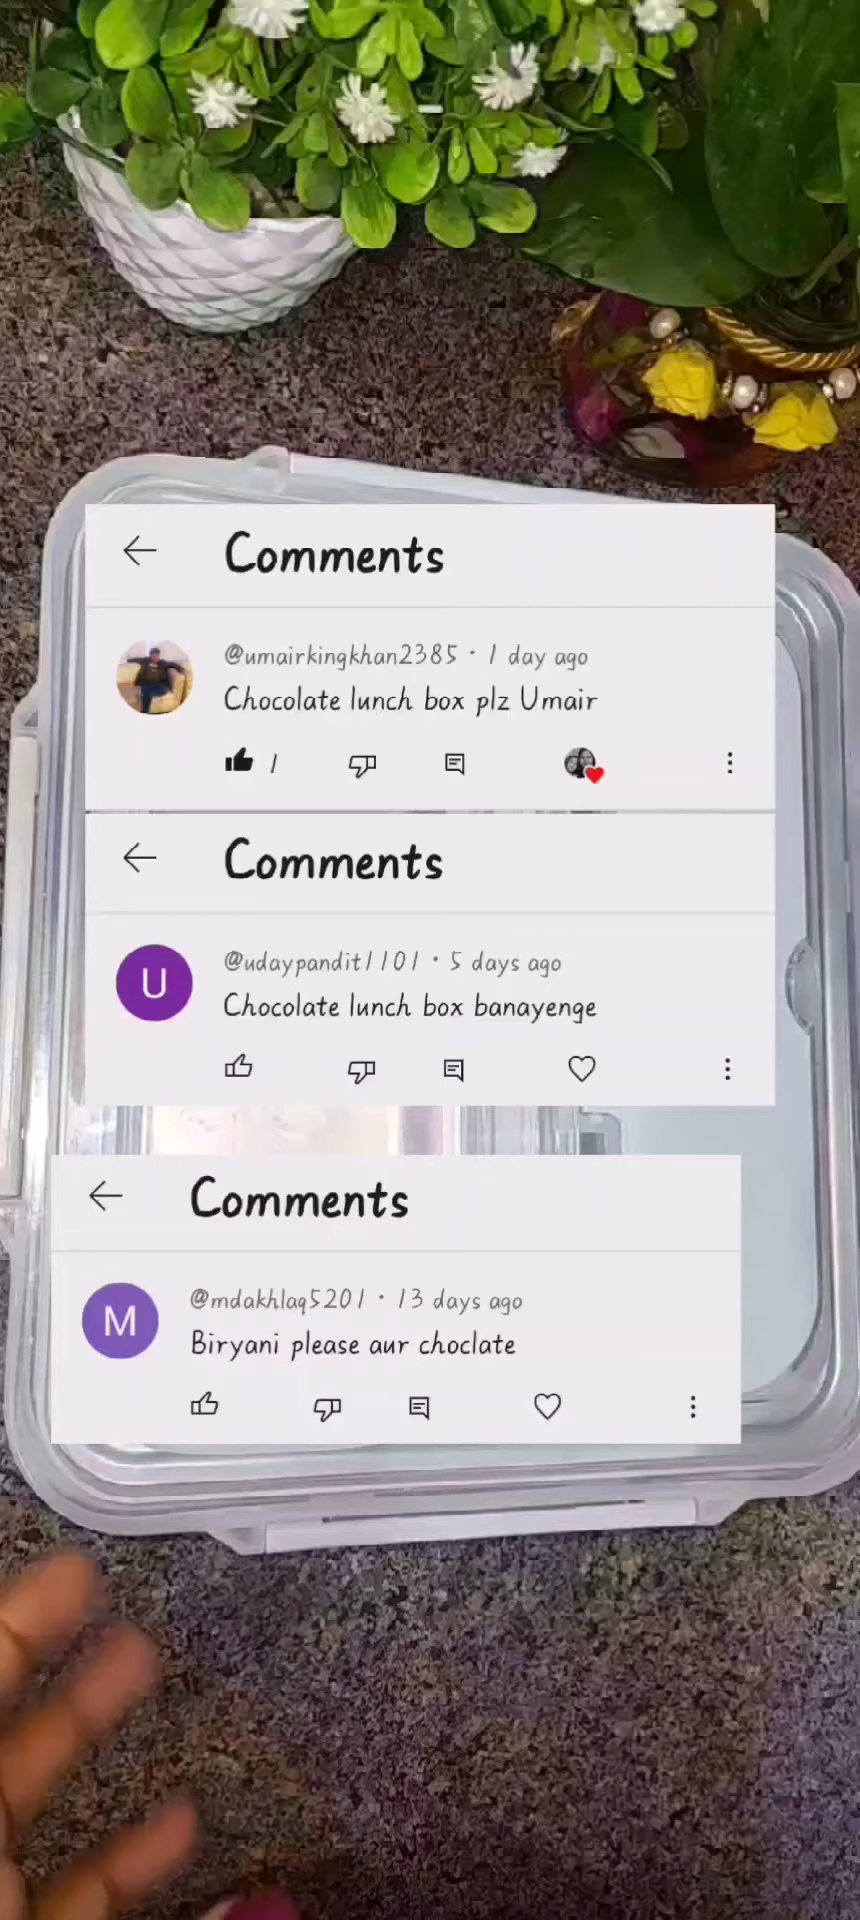 Comments
@umairkingkhan2385 · 1 day ago
Chocolate lunch box plz Umair
1
Comments
U
@udaypandit1101 · 5 days ago
Chocolate lunch box banayenge
Comments
M
@mdakhlaq5201 · 13 days ago
Biryani please aur choclate